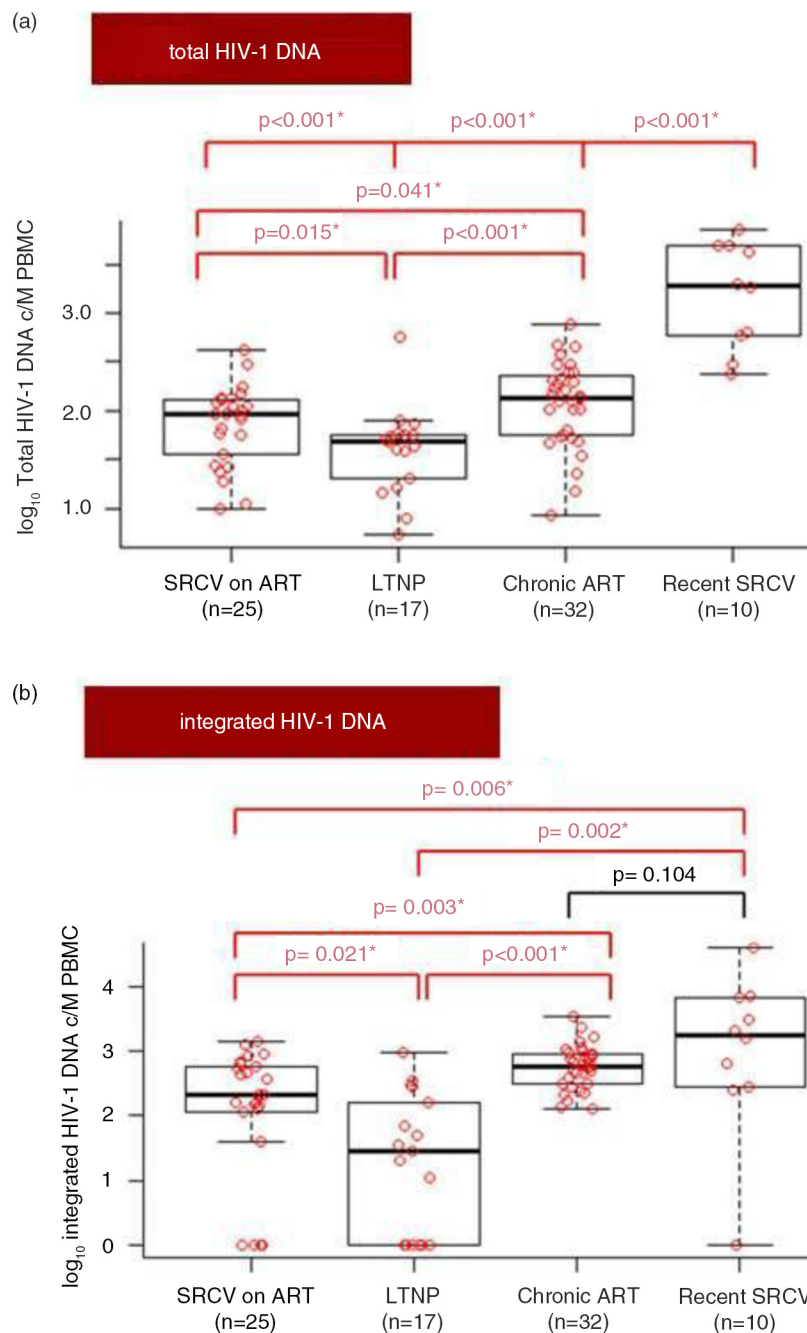 (a)
total HIV-1 DNA
p<0.001* p<0.001* p<0.001*
p=0.041*
p=0.015* p<0.001*
log₁₀ Total HIV-1 DNA c/M PBMC
3.0
2.0
1.0
SRCV on ART LTNP Chronic ART Recent SRCV
(n=25) (n=17) (n=32) (n=10)
(b)
integrated HIV-1 DNA
p= 0.006*
p= 0.002*
p= 0.104
p= 0.003*
p= 0.021* p<0.001*
log₁₀ integrated HIV-1 DNA c/M PBMC
4
3
2
1
0
SRCV on ART LTNP Chronic ART Recent SRCV
(n=25) (n=17) (n=32) (n=10)